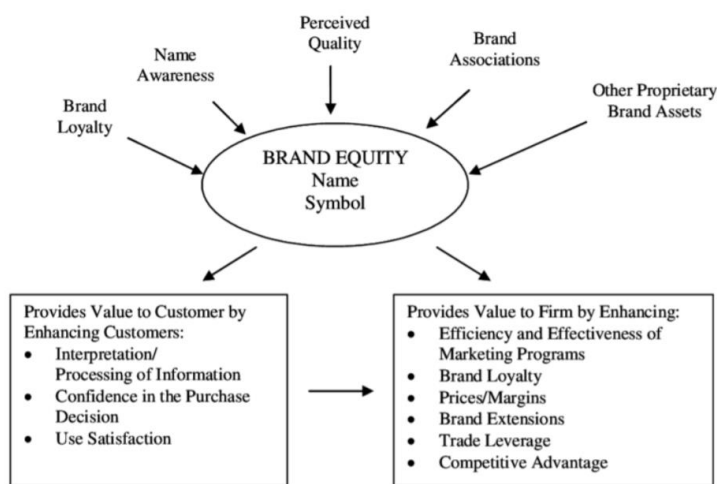 Perceived
Quality
Name
Awareness
Brand
Associations
Brand
Loyalty
Other Proprietary
Brand Assets
BRAND EQUITY
Name
Symbol
Provides Value to Customer by
Enhancing Customers:
• Interpretation/
Processing of Information
• Confidence in the Purchase
Decision
• Use Satisfaction
Provides Value to Firm by Enhancing:
• Efficiency and Effectiveness of
Marketing Programs
• Brand Loyalty
• Prices/Margins
• Brand Extensions
• Trade Leverage
• Competitive Advantage